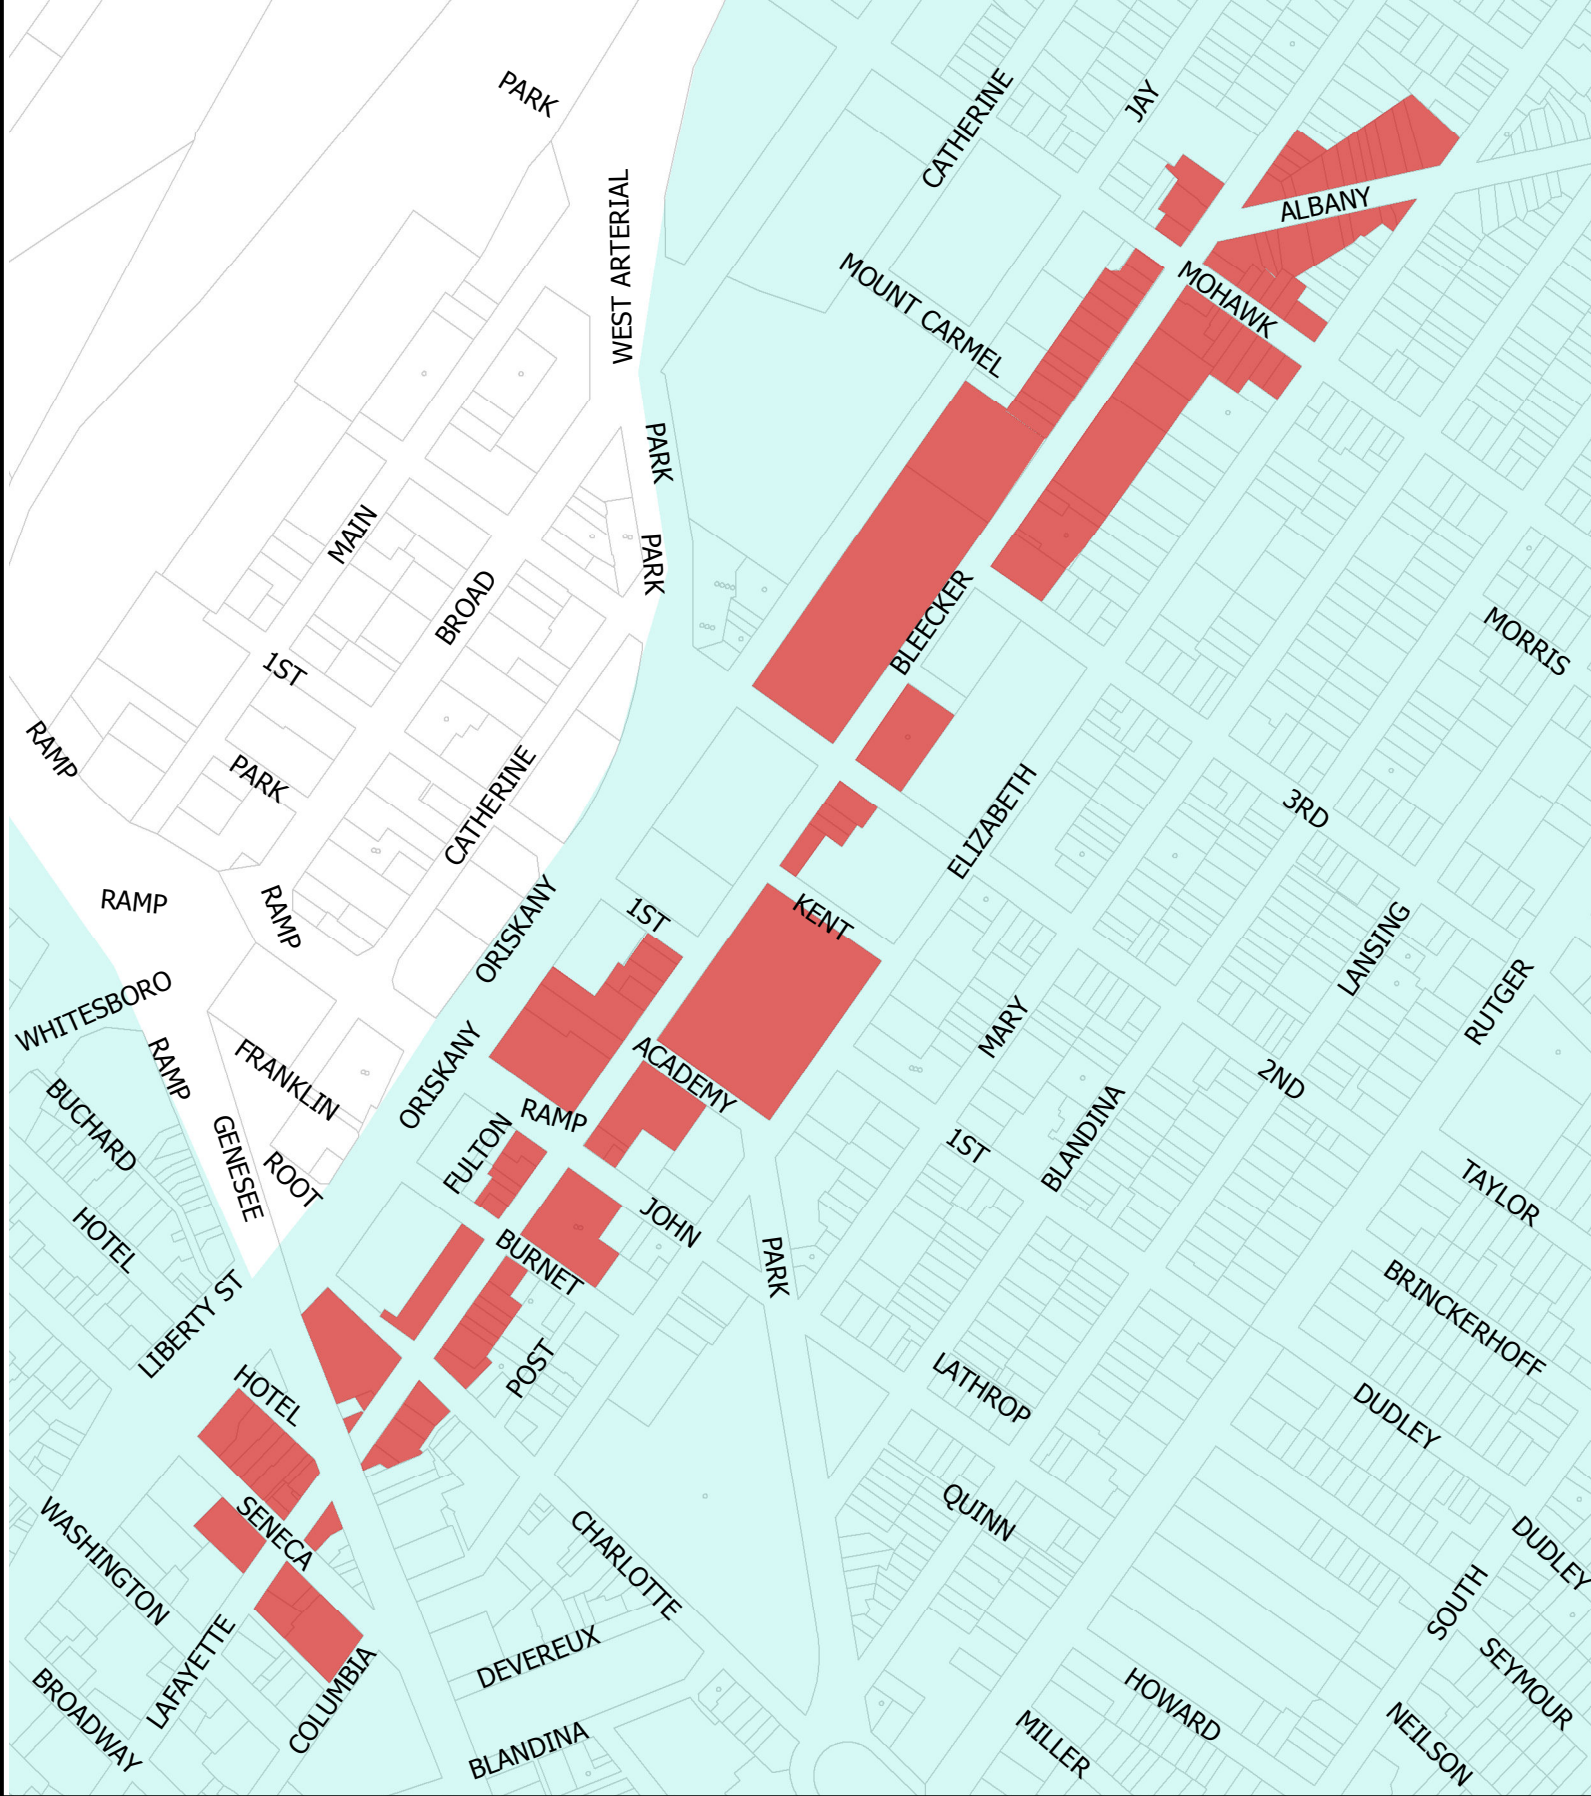 PARK
CATHERINE
JAY
WEST ARTERIAL
ALBANY
MOUNT CARMEL
MOHAWK
PARK
MAIN
BROAD
PARK
BLEECKER
1ST
MORRIS
RAMP
PARK
CATHERINE
ELIZABETH
3RD
RAMP
RAMP
ORISKANY
1ST
KENT
LANSING
WHITESBORO
RAMP
FRANKLIN
ORISKANY
ACADEMY
MARY
RUTGER
2ND
BUCHARD
GENESEE
ROOT
FULTON
RAMP
1ST
BLANDINA
TAYLOR
HOTEL
BURNET
JOHN
PARK
LIBERTY ST
BRINCKERHOFF
HOTEL
POST
LATHROP
DUDLEY
WASHINGTON
SENECA
CHARLOTTE
QUINN
DUDLEY
LAFAYETTE
DEVEREUX
SOUTH
SEYMOUR
BROADWAY
COLUMBIA
BLANDINA
HOWARD
MILLER
NEILSON